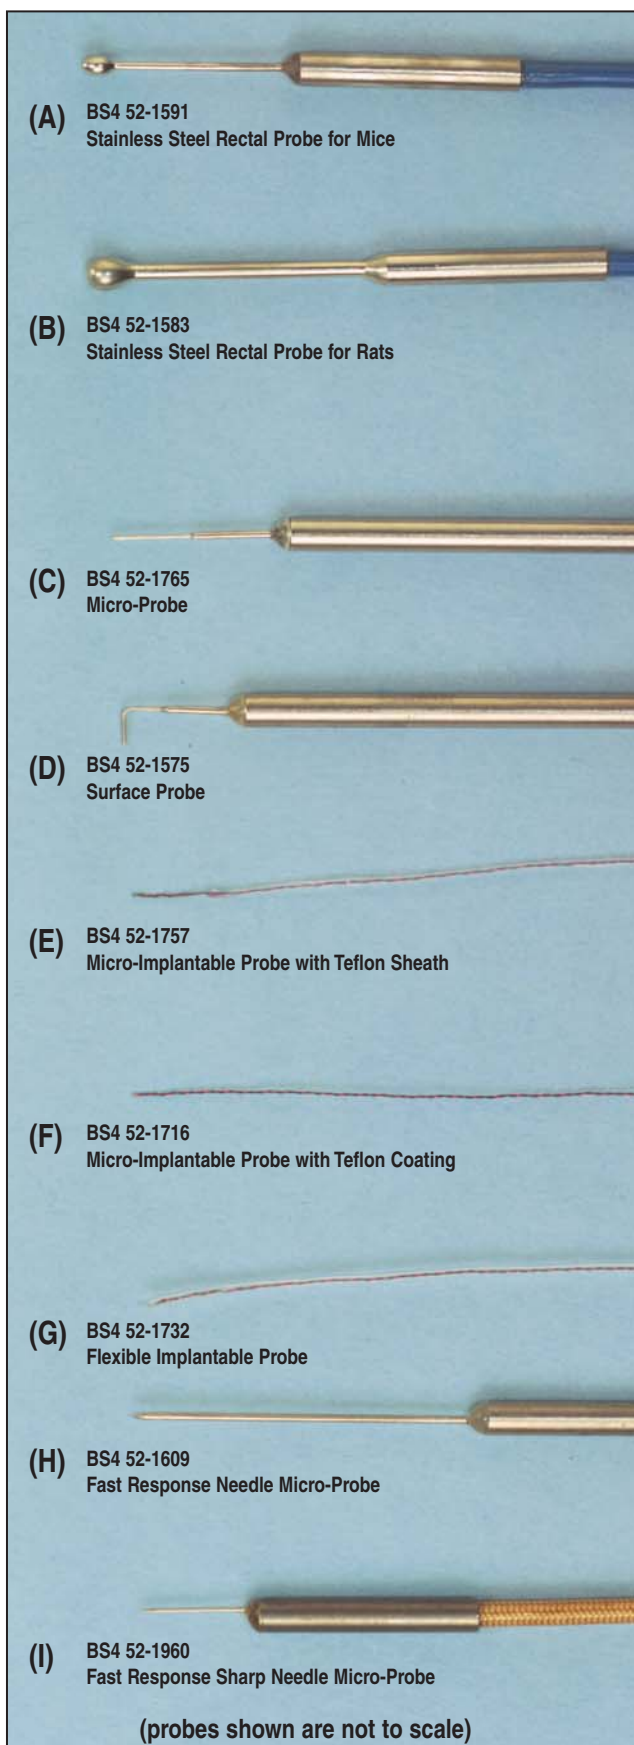 (A) BS4 52-1591
Stainless Steel Rectal Probe for Mice
(B) BS4 52-1583
Stainless Steel Rectal Probe for Rats
(C) BS4 52-1765
Micro-Probe
(D) BS4 52-1575
Surface Probe
(E) BS4 52-1757
Micro-Implantable Probe with Teflon Sheath
(F) BS4 52-1716
Micro-Implantable Probe with Teflon Coating
(G) BS4 52-1732
Flexible Implantable Probe
(H) BS4 52-1609
Fast Response Needle Micro-Probe
(I) BS4 52-1960
Fast Response Sharp Needle Micro-Probe
(probes shown are not to scale)